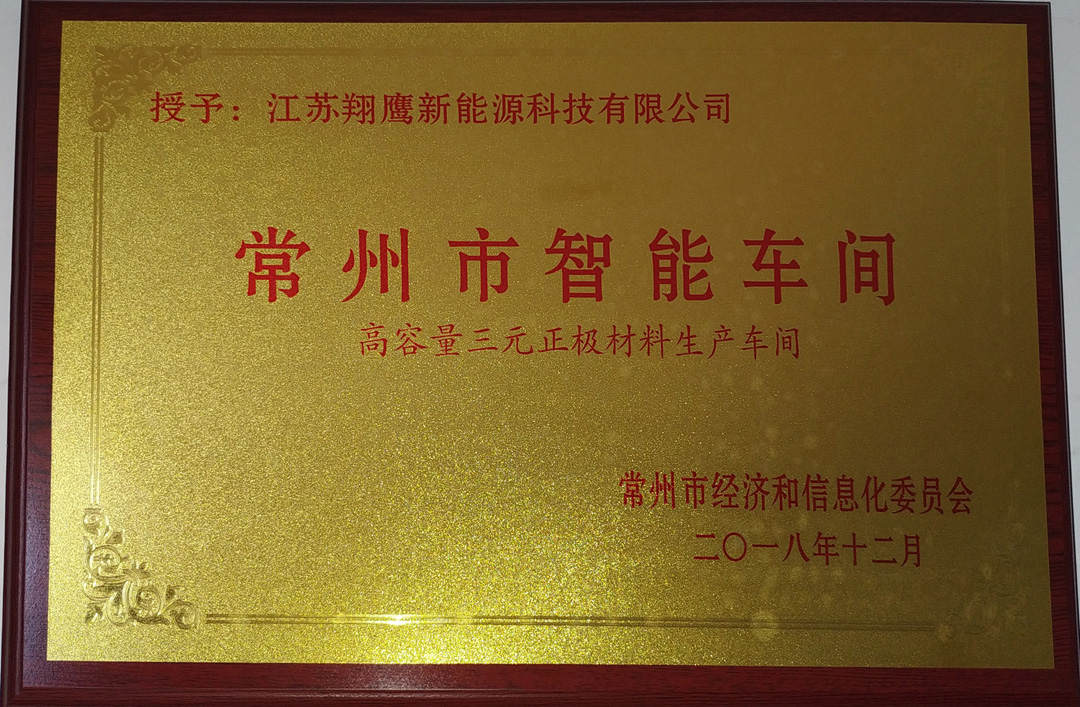 授予：江苏翔鹰新能源科技有限公司
常州市智能车间
高容量三元正极材料生产车间
常州市经济和信息化委员会
二〇一八年十二月